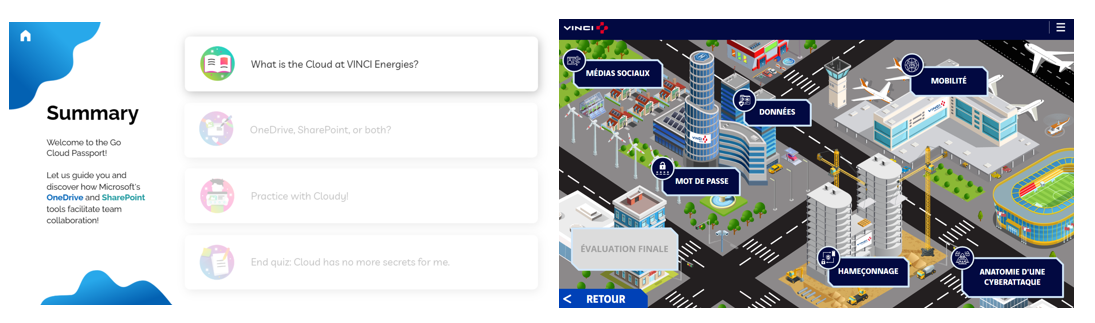 Summary
Welcome to the Go
Cloud Passport!
Let us guide you and
discover how Microsoft's
OneDrive and SharePoint
tools facilitate team
collaboration!
What is the Cloud at VINCI Energies?
OneDrive, SharePoint, or both?
Practice with Cloudy!
End quiz: Cloud has no more secrets for me.
VINCI
MÉDIAS SOCIAUX
MOBILITÉ
DONNÉES
MOT DE PASSE
ÉVALUATION FINALE
HAMEÇONNAGE
ANATOMIE D'UNE
CYBERATTAQUE
< RETOUR